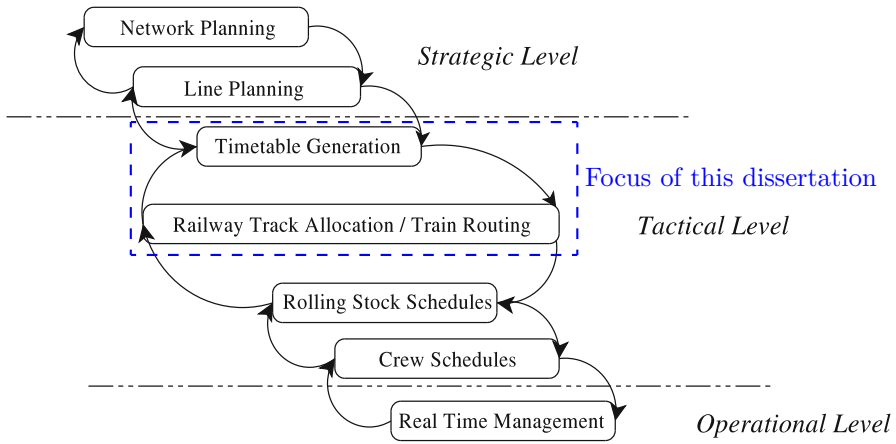 Network Planning
Strategic Level
Line Planning
Timetable Generation
Focus of this dissertation
Railway Track Allocation / Train Routing
Tactical Level
Rolling Stock Schedules
Crew Schedules
Real Time Management
Operational Level